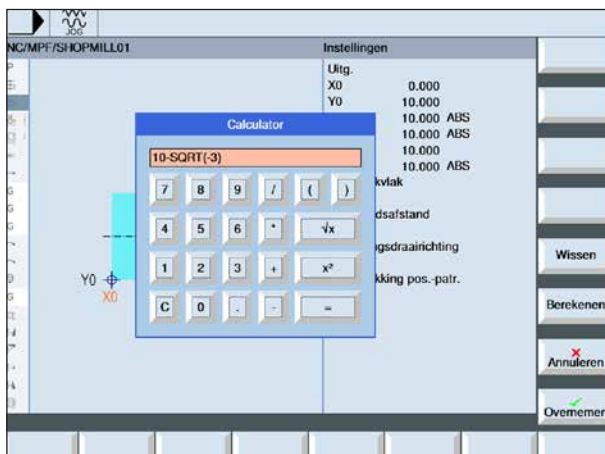 JOG
NC/MPF/SHOPMILL01
Instellingen
Uitg.
X0 0.000
Y0 10.000
10.000 ABS
10.000 ABS
10.000
10.000 ABS
kvlak
dsafstand
gsdraairichting
kking pos.-patr.
Calculator
10-SQRT(-3)
7 8 9 / ( )
4 5 6 * √x
1 2 3 + x²
C 0 . - =
Y0
X0
Wissen
Berekenen
Annuleren
Overnemen